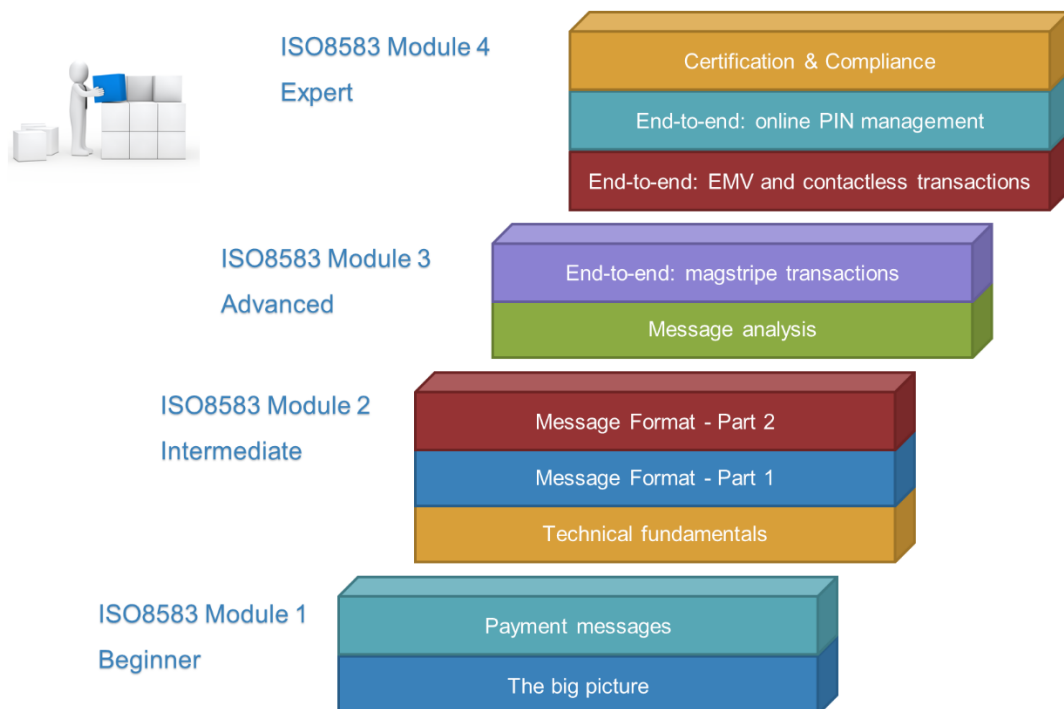 ISO8583 Module 4
Expert
Certification & Compliance
End-to-end: online PIN management
End-to-end: EMV and contactless transactions
ISO8583 Module 3
Advanced
End-to-end: magstripe transactions
Message analysis
ISO8583 Module 2
Intermediate
Message Format - Part 2
Message Format - Part 1
Technical fundamentals
ISO8583 Module 1
Beginner
Payment messages
The big picture